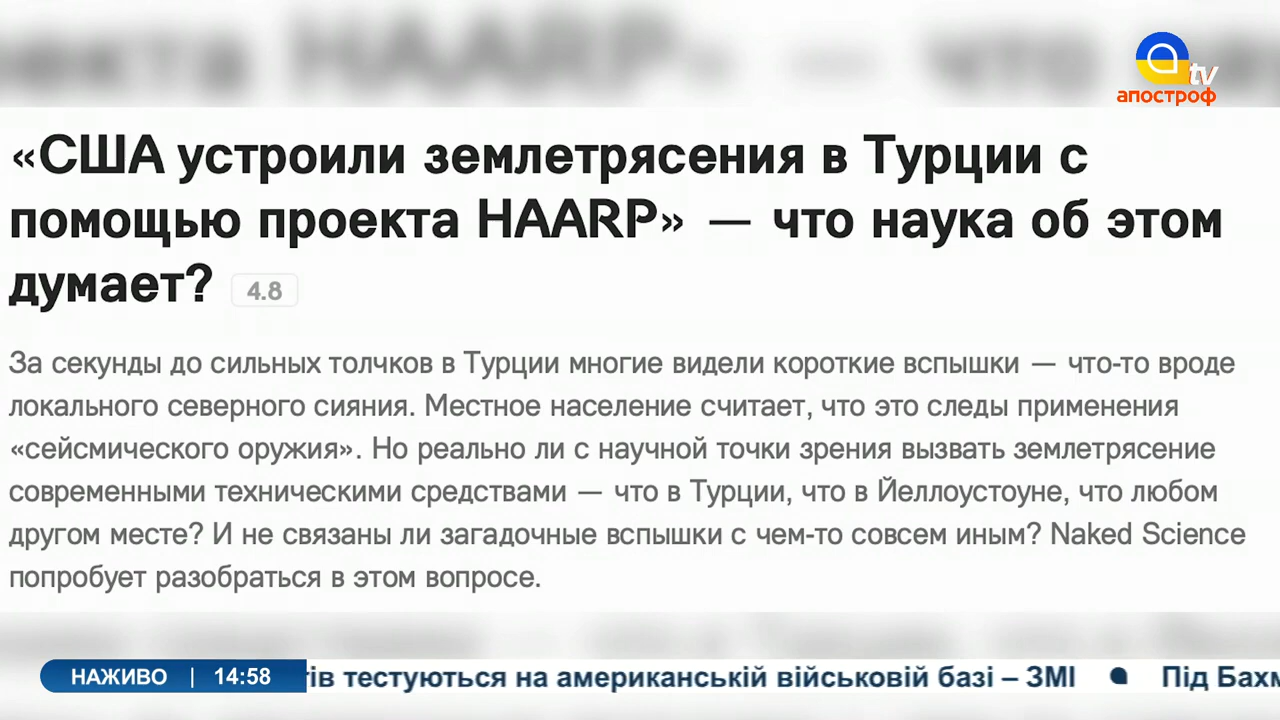 tv
апостроф
«США устроили землетрясения в Турции с
помощью проекта HAARP» — что наука об этом
думает? 4.8
За секунды до сильных толчков в Турции многие видели короткие вспышки — что-то вроде
локального северного сияния. Местное население считает, что это следы применения
«сейсмического оружия». Но реально ли с научной точки зрения вызвать землетрясение
современными техническими средствами — что в Турции, что в Йеллоустоуне, что любом
другом месте? И не связаны ли загадочные вспышки с чем-то совсем иным? Naked Science
попробует разобраться в этом вопросе.
НАЖИВО | 14:58 тестуються на американській військовій базі – ЗМІ ● Під